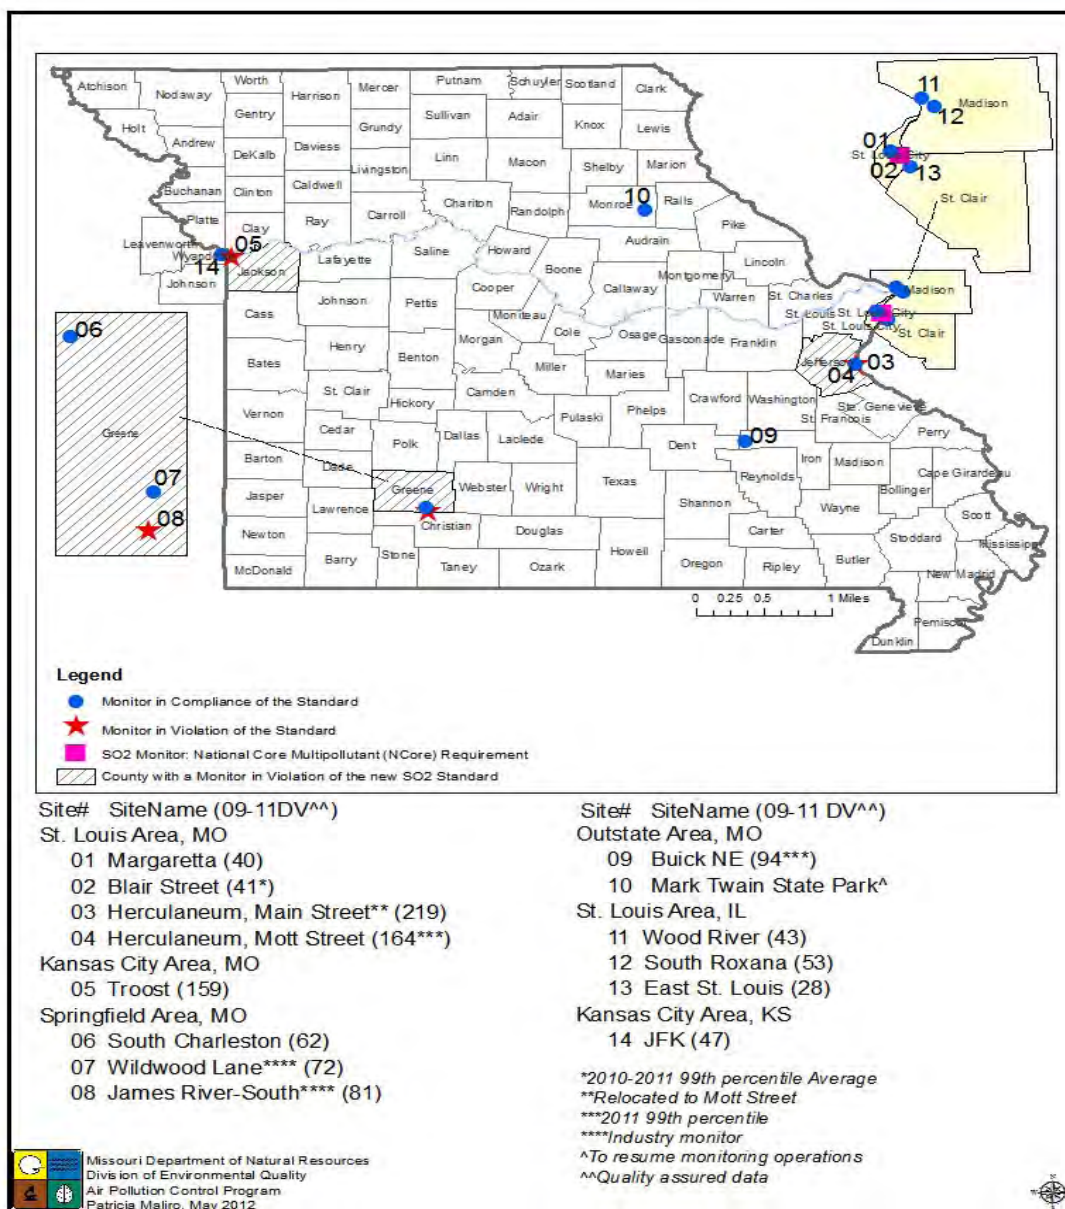 Atchison
Nodaway
Worth
Harrison
Mercer
Putnam
Schuyler
Scotland
Clark
Holt
Gentry
Sullivan
Adair
Knox
Lewis
Andrew
Grundy
DeKalb
Daviess
Livingston
Linn
Macon
Shelby
Marion
Buchanan
Clinton
Caldwell
Carroll
Chariton
Randolph
Monroe
Ralls
10
Platte
Clay
Ray
Pike
Audrain
Leavenworth
05
14
Johnson
Jackson
Lafayette
Saline
Howard
Boone
Callaway
Montgomery
Lincoln
Warren
St. Charles
Madison
Cass
Johnson
Pettis
Cooper
Moniteau
Cole
Osage
Gasconade
Franklin
St. Louis
St. Louis City
St. Louis City
St. Clair
Bates
Henry
Benton
Morgan
Miller
Maries
Jefferson
03
04
Vernon
St. Clair
Hickory
Camden
Pulaski
Phelps
Crawford
Washington
Ste. Genevieve
St. Francois
Perry
Cedar
Polk
Dallas
Laclede
Dent
09
Iron
Madison
Cape Girardeau
Barton
Dade
Greene
Webster
Wright
Texas
Reynolds
Bollinger
Jasper
Lawrence
Christian
Douglas
Shannon
Wayne
Scott
Newton
Carter
Stoddard
Mississippi
McDonald
Barry
Stone
Taney
Ozark
Howell
Oregon
Ripley
Butler
New Madrid
Pemiscot
Dunklin
11
12
Madison
01
St. Louis City
02
13
St. Clair
06
Greene
07
08
0 0.25 0.5 1 Miles
Legend
Monitor in Compliance of the Standard
Monitor in Violation of the Standard
SO2 Monitor: National Core Multipollutant (NCore) Requirement
County with a Monitor in Violation of the new SO2 Standard
Site# SiteName (09-11DV^^)
St. Louis Area, MO
01 Margaretta (40)
02 Blair Street (41*)
03 Herculaneum, Main Street** (219)
04 Herculaneum, Mott Street (164***)
Kansas City Area, MO
05 Troost (159)
Springfield Area, MO
06 South Charleston (62)
07 Wildwood Lane**** (72)
08 James River-South**** (81)
Site# SiteName (09-11 DV^^)
Outstate Area, MO
09 Buick NE (94***)
10 Mark Twain State Park^
St. Louis Area, IL
11 Wood River (43)
12 South Roxana (53)
13 East St. Louis (28)
Kansas City Area, KS
14 JFK (47)
*2010-2011 99th percentile Average
**Relocated to Mott Street
***2011 99th percentile
****Industry monitor
^To resume monitoring operations
^^Quality assured data
Missouri Department of Natural Resources
Division of Environmental Quality
Air Pollution Control Program
Patricia Maliro, May 2012